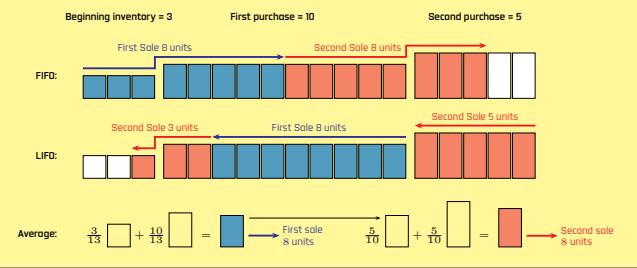 Beginning inventory = 3 First purchase = 10 Second purchase = 5
First Sale 8 units Second Sale 8 units
FIFO:
Second Sale 5 units
Second Sale 3 units First Sale 8 units
LIFO:
Average: 3/13 + 10/13 = First sale 8 units 5/10 + 5/10 = Second sale 8 units